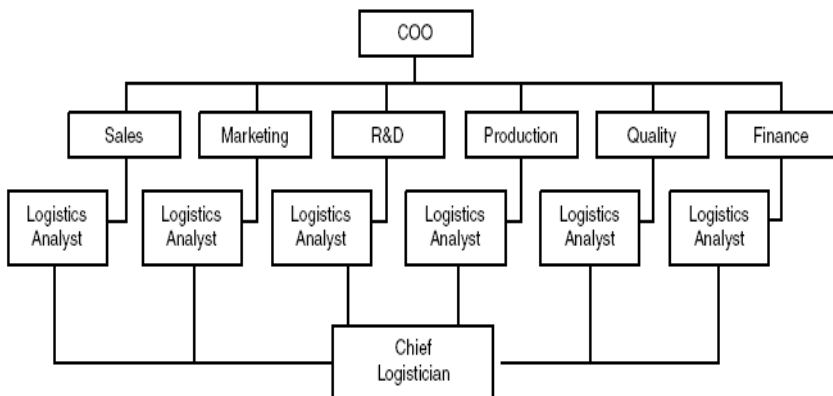 COO
Sales
Marketing
R&D
Production
Quality
Finance
Logistics
Analyst
Logistics
Analyst
Logistics
Analyst
Logistics
Analyst
Logistics
Analyst
Logistics
Analyst
Chief
Logistician